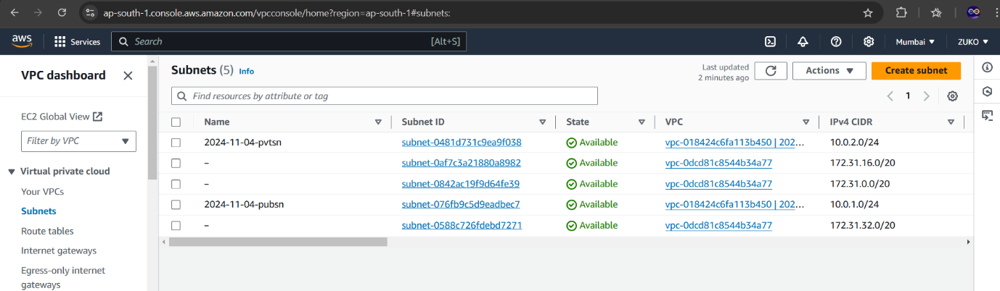 ap-south-1.console.aws.amazon.com/vpcconsole/home?region=ap-south-1#subnets:
aws Services Search [Alt+S] Mumbai ZUKO
VPC dashboard
EC2 Global View
Filter by VPC
Virtual private cloud
Your VPCs
Subnets
Route tables
Internet gateways
Egress-only internet
gateways
Subnets (5) Info
Last updated
2 minutes ago
Actions
Create subnet
Find resources by attribute or tag
1
Name Subnet ID State VPC IPv4 CIDR
2024-11-04-pvtsn subnet-0481d731c9ea9f038 Available vpc-018424c6fa113b450 | 202... 10.0.2.0/24
– subnet-0af7c3a21880a8982 Available vpc-0dcd81c8544b34a77 172.31.16.0/20
– subnet-0842ac19f9d64fe39 Available vpc-0dcd81c8544b34a77 172.31.0.0/20
2024-11-04-pubsn subnet-076fb9c5d9eadbec7 Available vpc-018424c6fa113b450 | 202... 10.0.1.0/24
– subnet-0588c726fdebd7271 Available vpc-0dcd81c8544b34a77 172.31.32.0/20